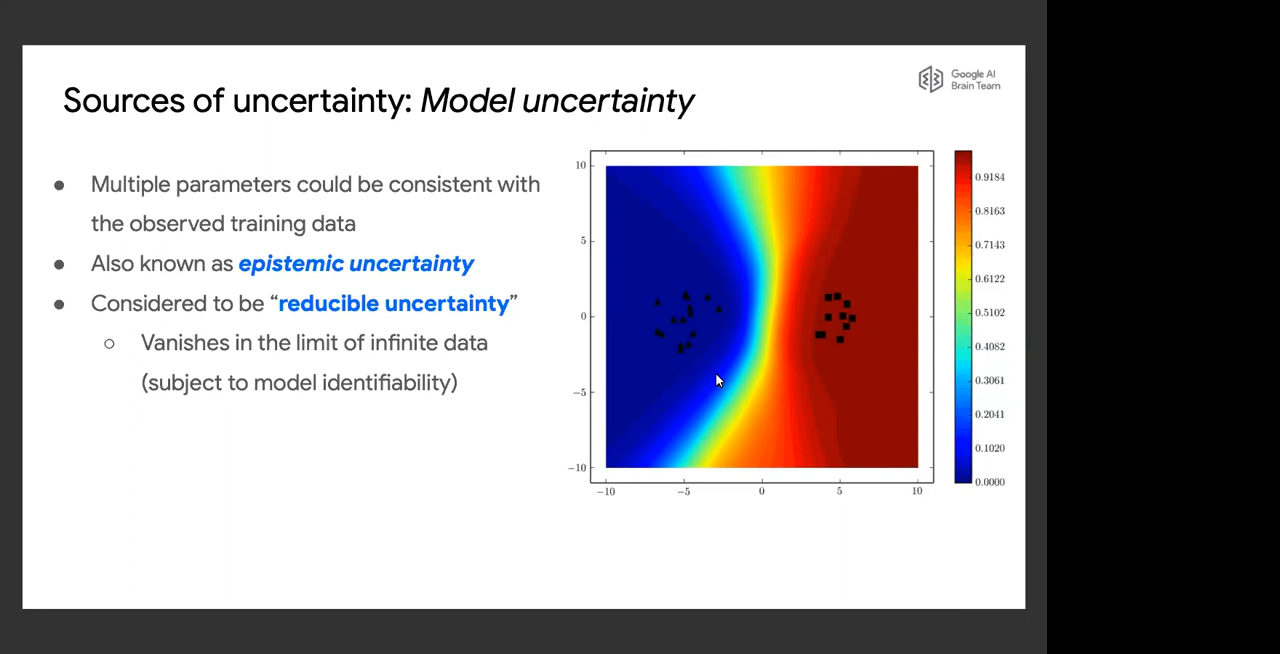 Google AI
Brain Team
Sources of uncertainty: Model uncertainty
● Multiple parameters could be consistent with
the observed training data
● Also known as epistemic uncertainty
● Considered to be “reducible uncertainty”
○ Vanishes in the limit of infinite data
(subject to model identifiability)
10
5
0
−5
−10
−10 −5 0 5 10
0.9184
0.8163
0.7143
0.6122
0.5102
0.4082
0.3061
0.2041
0.1020
0.0000